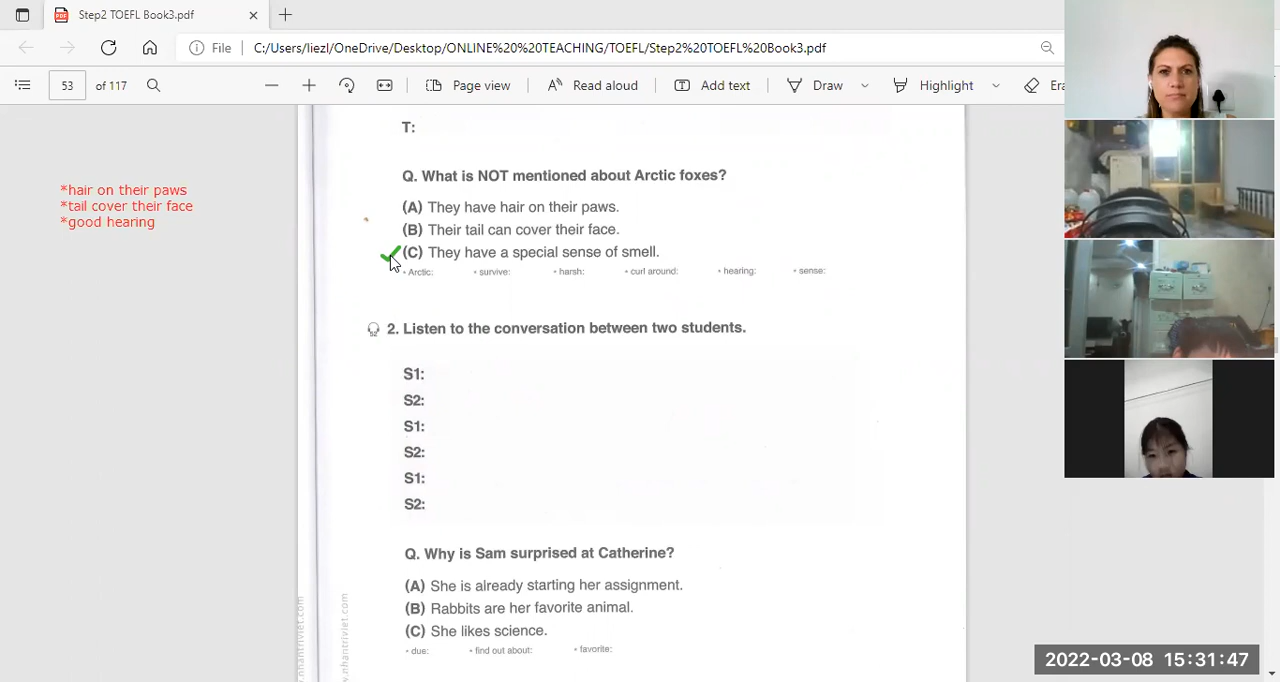 Step2 TOEFL Book3.pdf
File C:/Users/liezl/OneDrive/Desktop/ONLINE%20%20TEACHING/TOEFL/Step2%20TOEFL%20Book3.pdf
53 of 117 Page view Read aloud Add text Draw Highlight Era
T:
Q. What is NOT mentioned about Arctic foxes?
*hair on their paws
*tail cover their face
*good hearing
(A) They have hair on their paws.
(B) Their tail can cover their face.
(C) They have a special sense of smell.
• Arctic: • survive: • harsh: • curl around: • hearing: • sense:
2. Listen to the conversation between two students.
S1:
S2:
S1:
S2:
S1:
S2:
Q. Why is Sam surprised at Catherine?
(A) She is already starting her assignment.
(B) Rabbits are her favorite animal.
(C) She likes science.
• due: • find out about: • favorite:
www.nhantriviet.com
2022-03-08 15:31:47